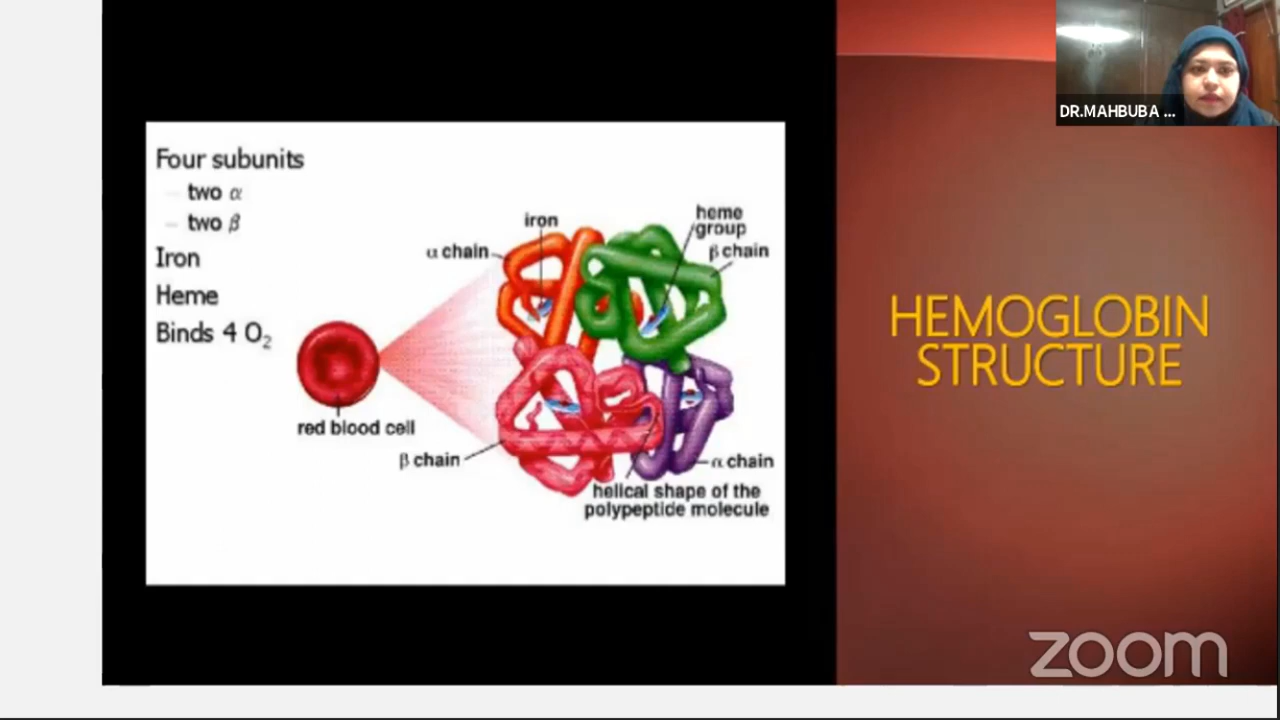 DR.MAHBUBA ...
Four subunits
– two α
– two β
Iron
Heme
Binds 4 O₂
iron
heme
group
α chain
β chain
red blood cell
β chain
α chain
helical shape of the
polypeptide molecule
HEMOGLOBIN
STRUCTURE
zoom